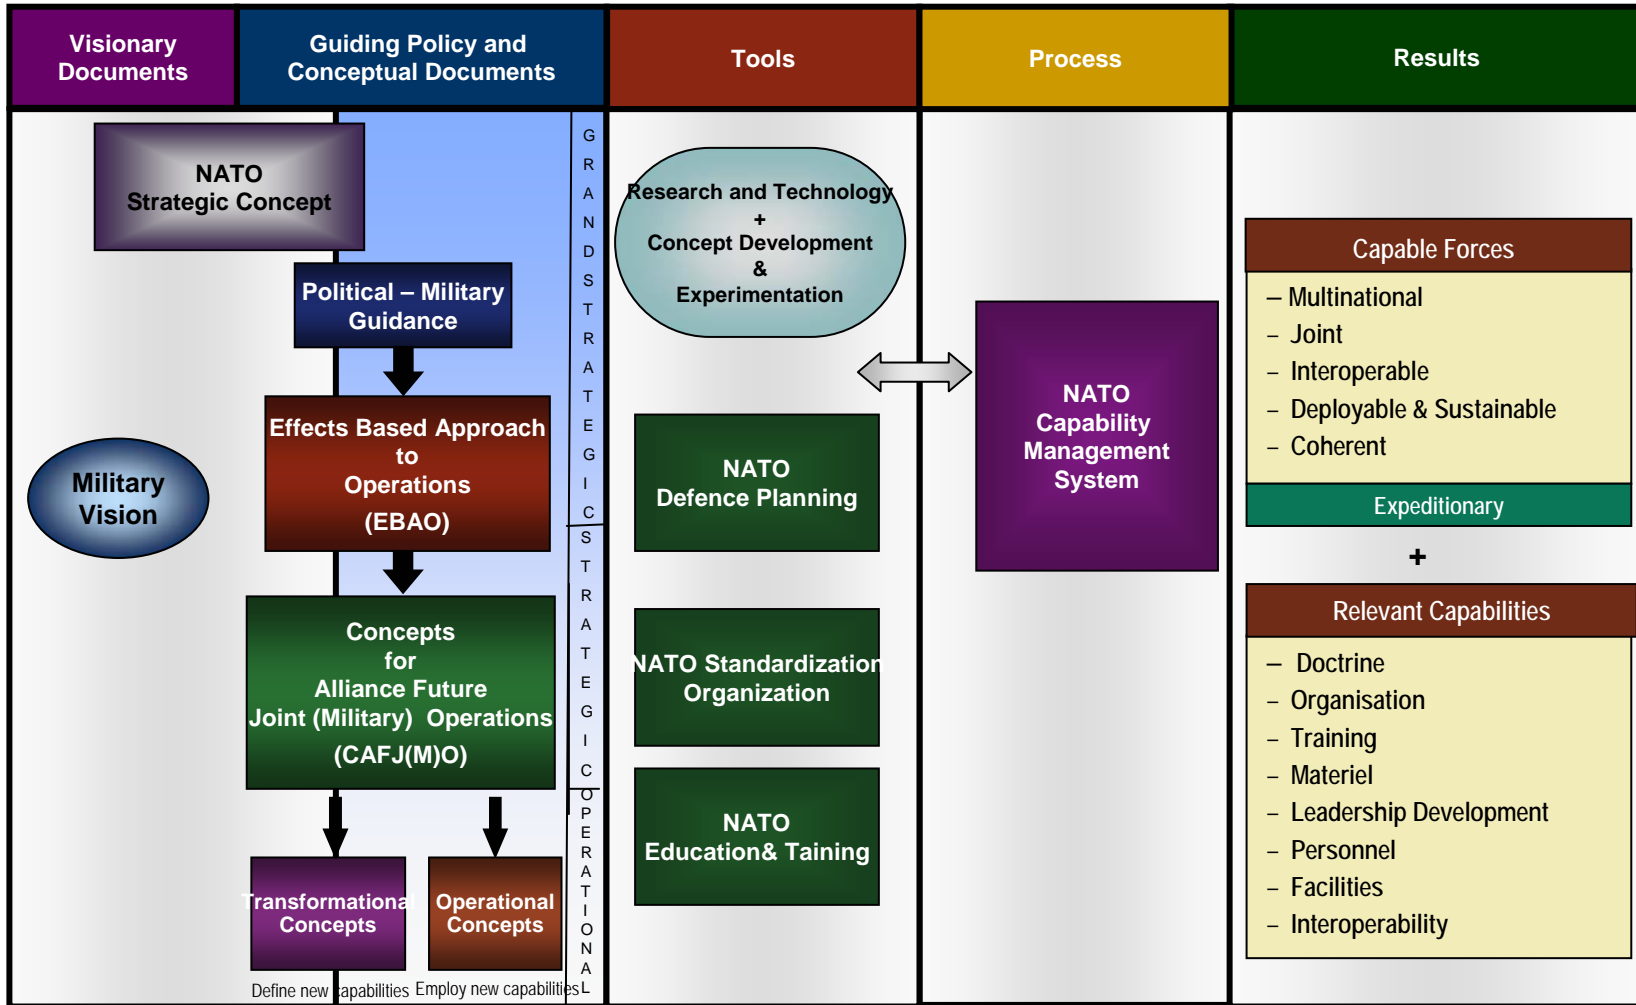 Visionary
Documents
Guiding Policy and
Conceptual Documents
Tools
Process
Results
NATO
Strategic Concept
Political – Military
Guidance
Effects Based Approach
to
Operations
(EBAO)
Military
Vision
Concepts
for
Alliance Future
Joint (Military) Operations
(CAFJ(M)O)
Transformational
Concepts
Operational
Concepts
Define new capabilities
Employ new capabilities
GRAND STRATEGIC
STRATEGIC
OPERATIONAL
Research and Technology
+
Concept Development
&
Experimentation
NATO
Defence Planning
NATO Standardization
Organization
NATO
Education& Taining
NATO
Capability
Management
System
Capable Forces
– Multinational
– Joint
– Interoperable
– Deployable & Sustainable
– Coherent
Expeditionary
+
Relevant Capabilities
– Doctrine
– Organisation
– Training
– Materiel
– Leadership Development
– Personnel
– Facilities
– Interoperability